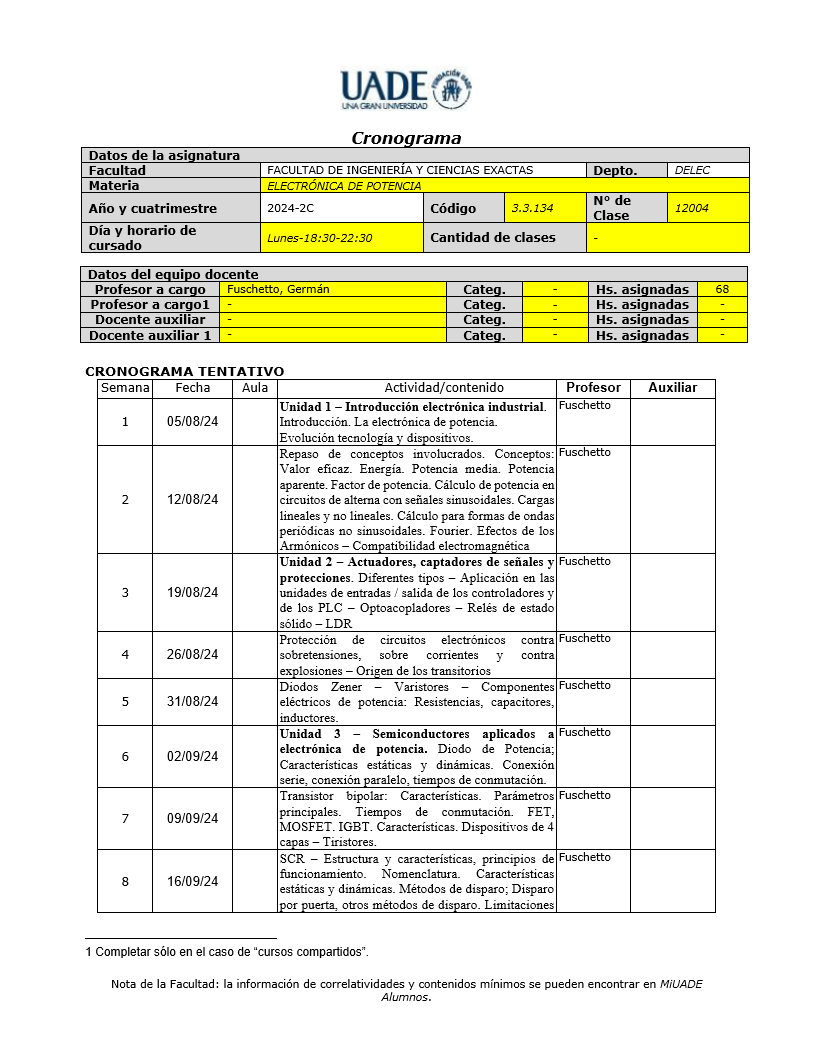 UADE
UNA GRAN UNIVERSIDAD
FUNDACIÓN UADE
Cronograma
Datos de la asignatura
Facultad FACULTAD DE INGENIERÍA Y CIENCIAS EXACTAS Depto. DELEC
Materia ELECTRÓNICA DE POTENCIA
Año y cuatrimestre 2024-2C Código 3.3.134 N° de Clase 12004
Día y horario de cursado Lunes-18:30-22:30 Cantidad de clases -
Datos del equipo docente
Profesor a cargo Fuschetto, Germán Categ. - Hs. asignadas 68
Profesor a cargo1 - Categ. - Hs. asignadas -
Docente auxiliar - Categ. - Hs. asignadas -
Docente auxiliar 1 - Categ. - Hs. asignadas -
CRONOGRAMA TENTATIVO
Semana Fecha Aula Actividad/contenido Profesor Auxiliar
1 05/08/24 Unidad 1 – Introducción electrónica industrial. Fuschetto
Introducción. La electrónica de potencia.
Evolución tecnología y dispositivos.
2 12/08/24 Repaso de conceptos involucrados. Conceptos: Fuschetto
Valor eficaz. Energía. Potencia media. Potencia
aparente. Factor de potencia. Cálculo de potencia en
circuitos de alterna con señales sinusoidales. Cargas
lineales y no lineales. Cálculo para formas de ondas
periódicas no sinusoidales. Fourier. Efectos de los
Armónicos – Compatibilidad electromagnética
3 19/08/24 Unidad 2 – Actuadores, captadores de señales y Fuschetto
protecciones. Diferentes tipos – Aplicación en las
unidades de entradas / salida de los controladores y
de los PLC – Optoacopladores – Relés de estado
sólido – LDR
4 26/08/24 Protección de circuitos electrónicos contra Fuschetto
sobretensiones, sobre corrientes y contra
explosiones – Origen de los transitorios
5 31/08/24 Diodos Zener – Varistores – Componentes Fuschetto
eléctricos de potencia: Resistencias, capacitores,
inductores.
6 02/09/24 Unidad 3 – Semiconductores aplicados a Fuschetto
electrónica de potencia. Diodo de Potencia;
Características estáticas y dinámicas. Conexión
serie, conexión paralelo, tiempos de conmutación.
7 09/09/24 Transistor bipolar: Características. Parámetros Fuschetto
principales. Tiempos de conmutación. FET,
MOSFET. IGBT. Características. Dispositivos de 4
capas – Tiristores.
8 16/09/24 SCR – Estructura y características, principios de Fuschetto
funcionamiento. Nomenclatura. Características
estáticas y dinámicas. Métodos de disparo; Disparo
por puerta, otros métodos de disparo. Limitaciones
1 Completar sólo en el caso de “cursos compartidos”.
Nota de la Facultad: la información de correlatividades y contenidos mínimos se pueden encontrar en MiUADE
Alumnos.